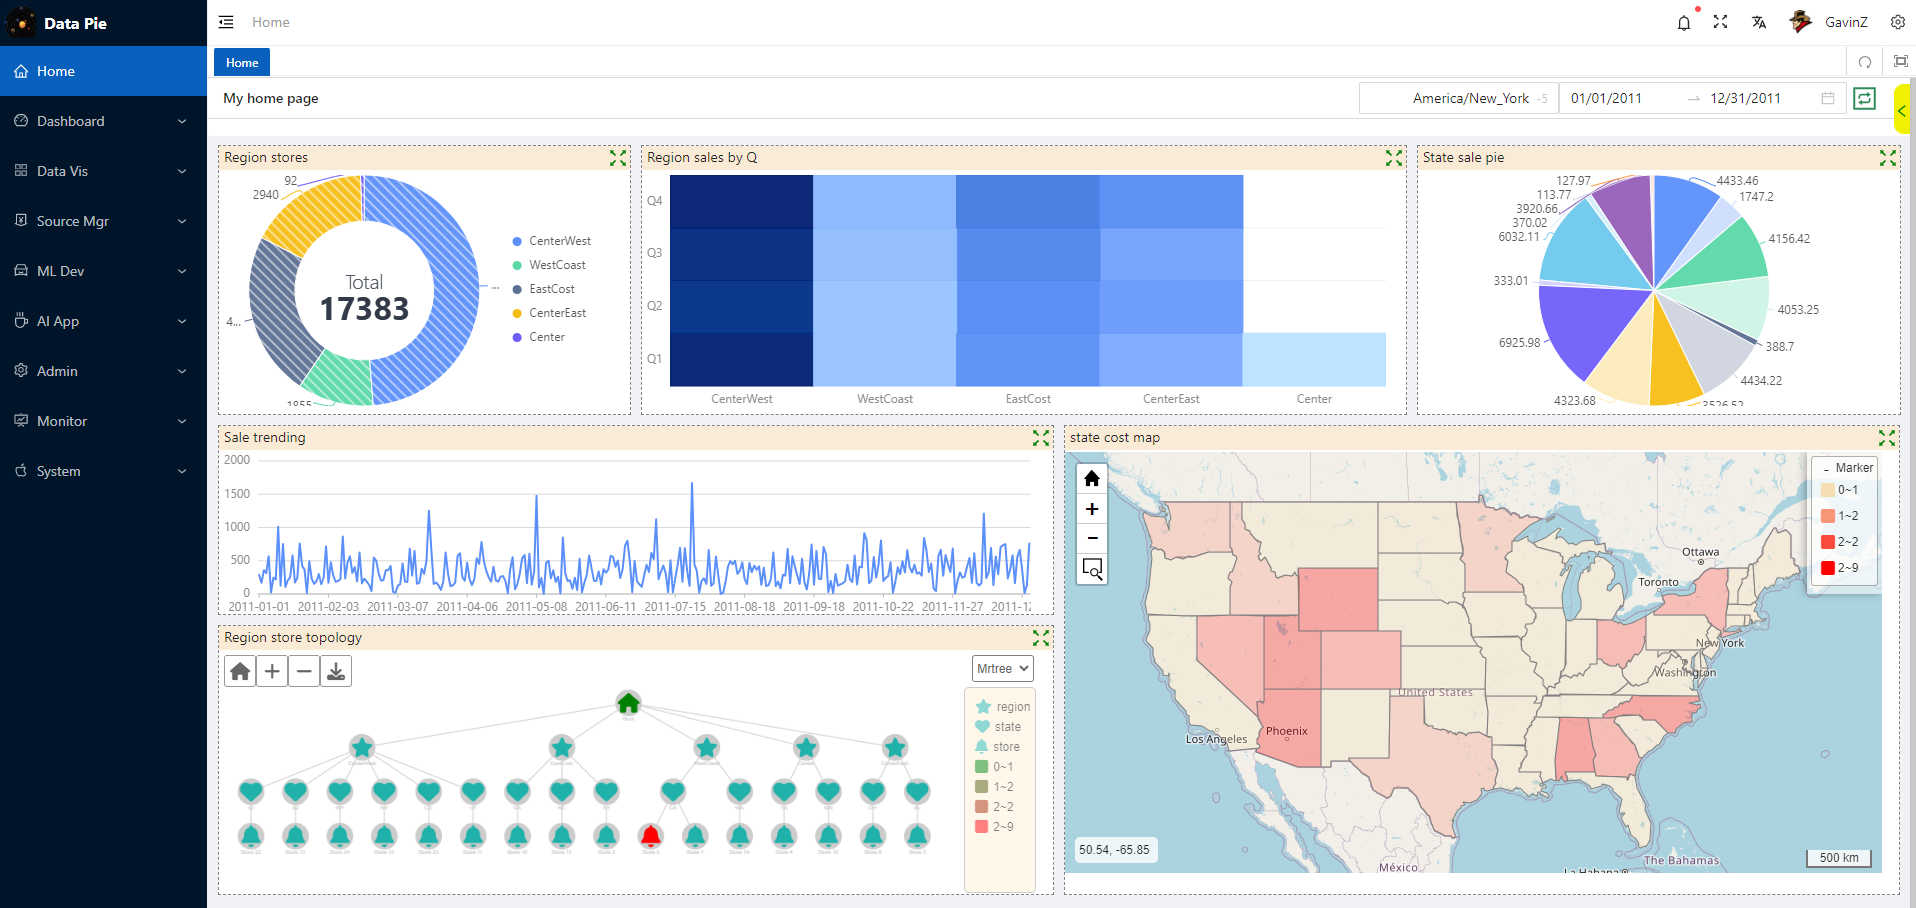 Data Pie
Home
GavinZ
Home
Home
Dashboard
Data Vis
Source Mgr
ML Dev
AI App
Admin
Monitor
System
My home page
America/New_York -5
01/01/2011
12/31/2011
Region stores
92
2940
4...
1855
...
Total
17383
CenterWest
WestCoast
EastCost
CenterEast
Center
Region sales by Q
Q4
Q3
Q2
Q1
CenterWest
WestCoast
EastCost
CenterEast
Center
State sale pie
127.97
113.77
3920.66
370.02
6032.11
333.01
6925.98
4323.68
4433.46
1747.2
4156.42
4053.25
388.7
4434.22
3526.52
Sale trending
2000
1500
1000
500
0
2011-01-01
2011-02-03
2011-03-07
2011-04-06
2011-05-08
2011-06-11
2011-07-15
2011-08-18
2011-09-18
2011-10-22
2011-11-27
2011-12
Region store topology
Mrtree
region
state
store
0~1
1~2
2~2
2~9
state cost map
+
−
- Marker
0~1
1~2
2~2
2~9
Ottawa
Toronto
New York
Washington
United States
Los Angeles
Phoenix
México
The Bahamas
La Habana
50.54, -65.85
500 km